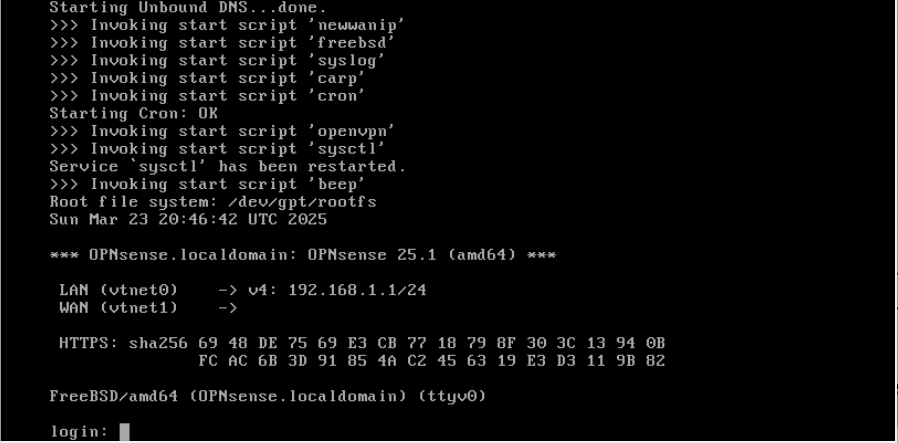 Starting Unbound DNS...done.
>>> Invoking start script 'newwanip'
>>> Invoking start script 'freebsd'
>>> Invoking start script 'syslog'
>>> Invoking start script 'carp'
>>> Invoking start script 'cron'
Starting Cron: OK
>>> Invoking start script 'openvpn'
>>> Invoking start script 'sysctl'
Service `sysctl' has been restarted.
>>> Invoking start script 'beep'
Root file system: /dev/gpt/rootfs
Sun Mar 23 20:46:42 UTC 2025
*** OPNsense.localdomain: OPNsense 25.1 (amd64) ***
LAN (vtnet0)    -> v4: 192.168.1.1/24
WAN (vtnet1)    ->
HTTPS: sha256 69 48 DE 75 69 E3 CB 77 18 79 8F 30 3C 13 94 0B
FC AC 6B 3D 91 85 4A C2 45 63 19 E3 D3 11 9B 82
FreeBSD/amd64 (OPNsense.localdomain) (ttyv0)
login: